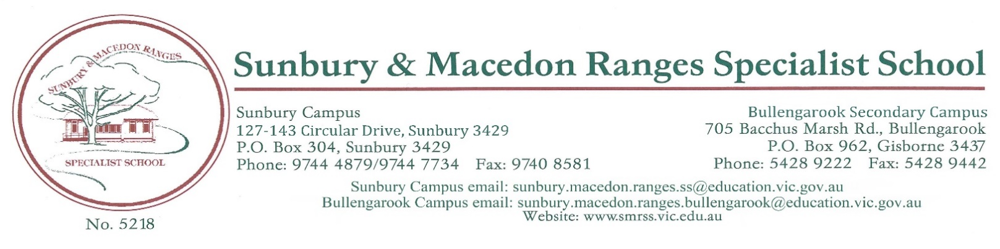 SUNBURY & MACEDON RANGES
SPECIALIST SCHOOL
No. 5218
Sunbury & Macedon Ranges Specialist School
Sunbury Campus
127-143 Circular Drive, Sunbury 3429
P.O. Box 304, Sunbury 3429
Phone: 9744 4879/9744 7734 Fax: 9740 8581
Bullengarook Secondary Campus
705 Bacchus Marsh Rd., Bullengarook
P.O. Box 962, Gisborne 3437
Phone: 5428 9222 Fax: 5428 9442
Sunbury Campus email: sunbury.macedon.ranges.ss@education.vic.gov.au
Bullengarook Campus email: sunbury.macedon.ranges.bullengarook@education.vic.gov.au
Website: www.smrss.vic.edu.au